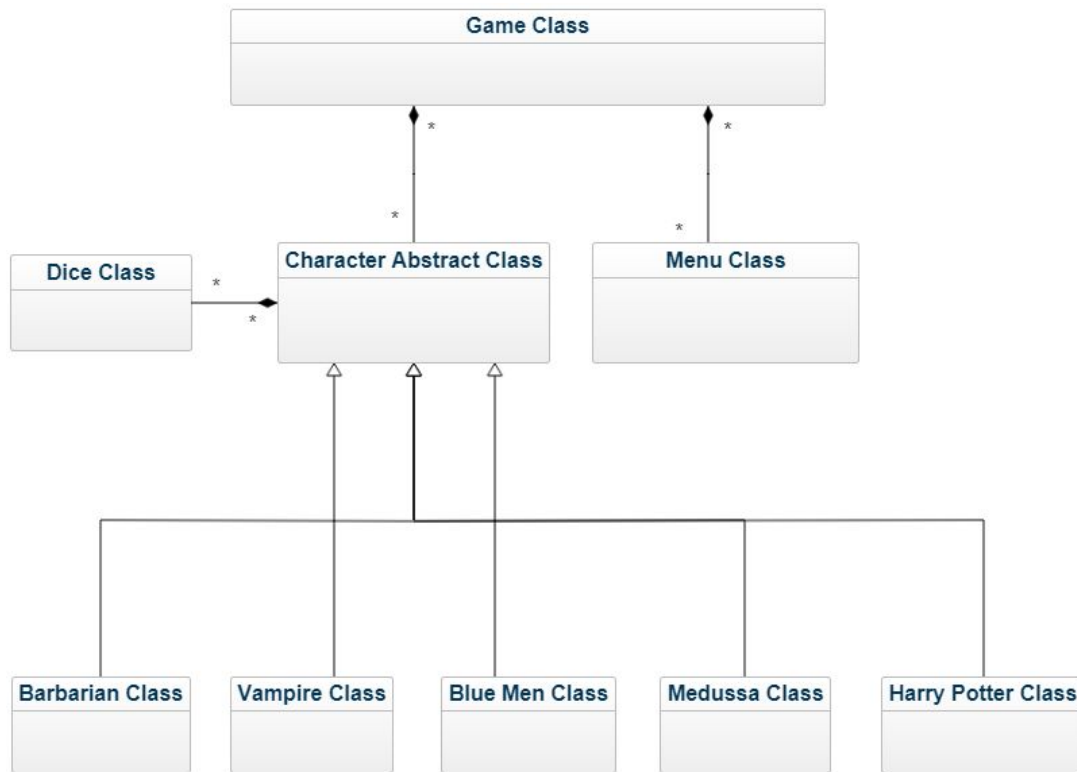 Game Class
*
*
*
*
Dice Class
Character Abstract Class
Menu Class
*
*
Barbarian Class
Vampire Class
Blue Men Class
Medussa Class
Harry Potter Class